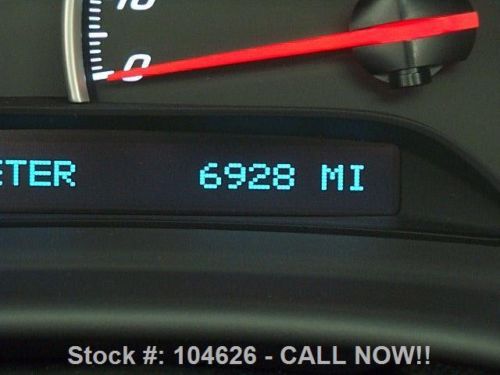 10
0
ETER 6928 MI
Stock #: 104626 - CALL NOW!!